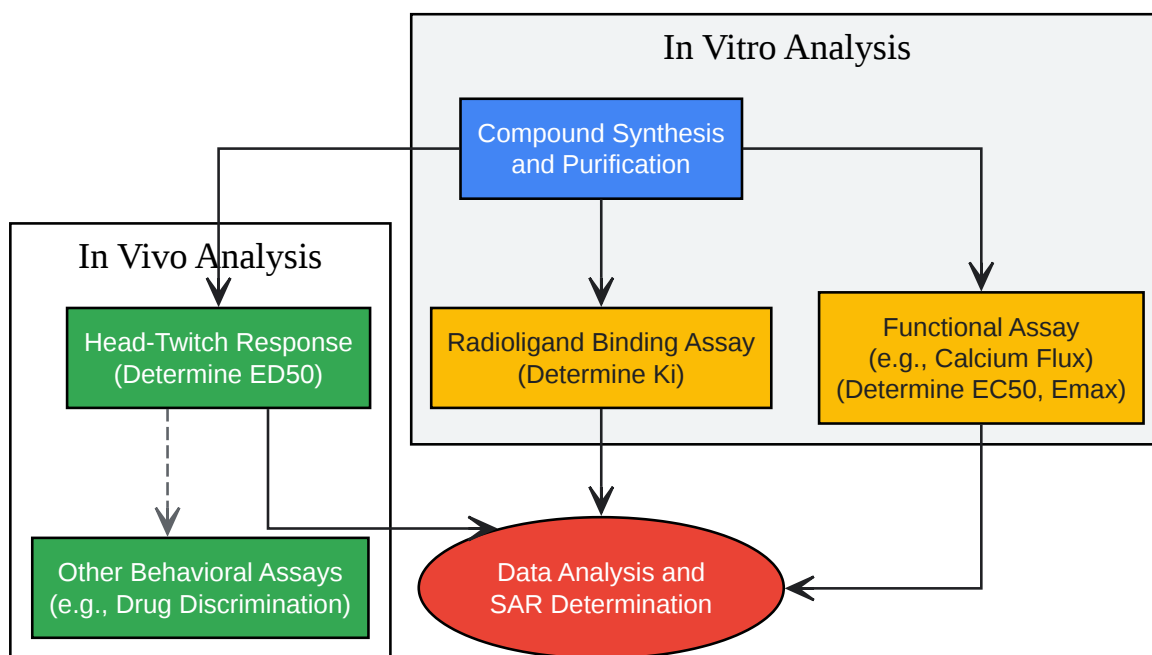 In Vitro Analysis
Compound Synthesis
and Purification
In Vivo Analysis
Head-Twitch Response
(Determine ED50)
Radioligand Binding Assay
(Determine Ki)
Functional Assay
(e.g., Calcium Flux)
(Determine EC50, Emax)
Other Behavioral Assays
(e.g., Drug Discrimination)
Data Analysis and
SAR Determination